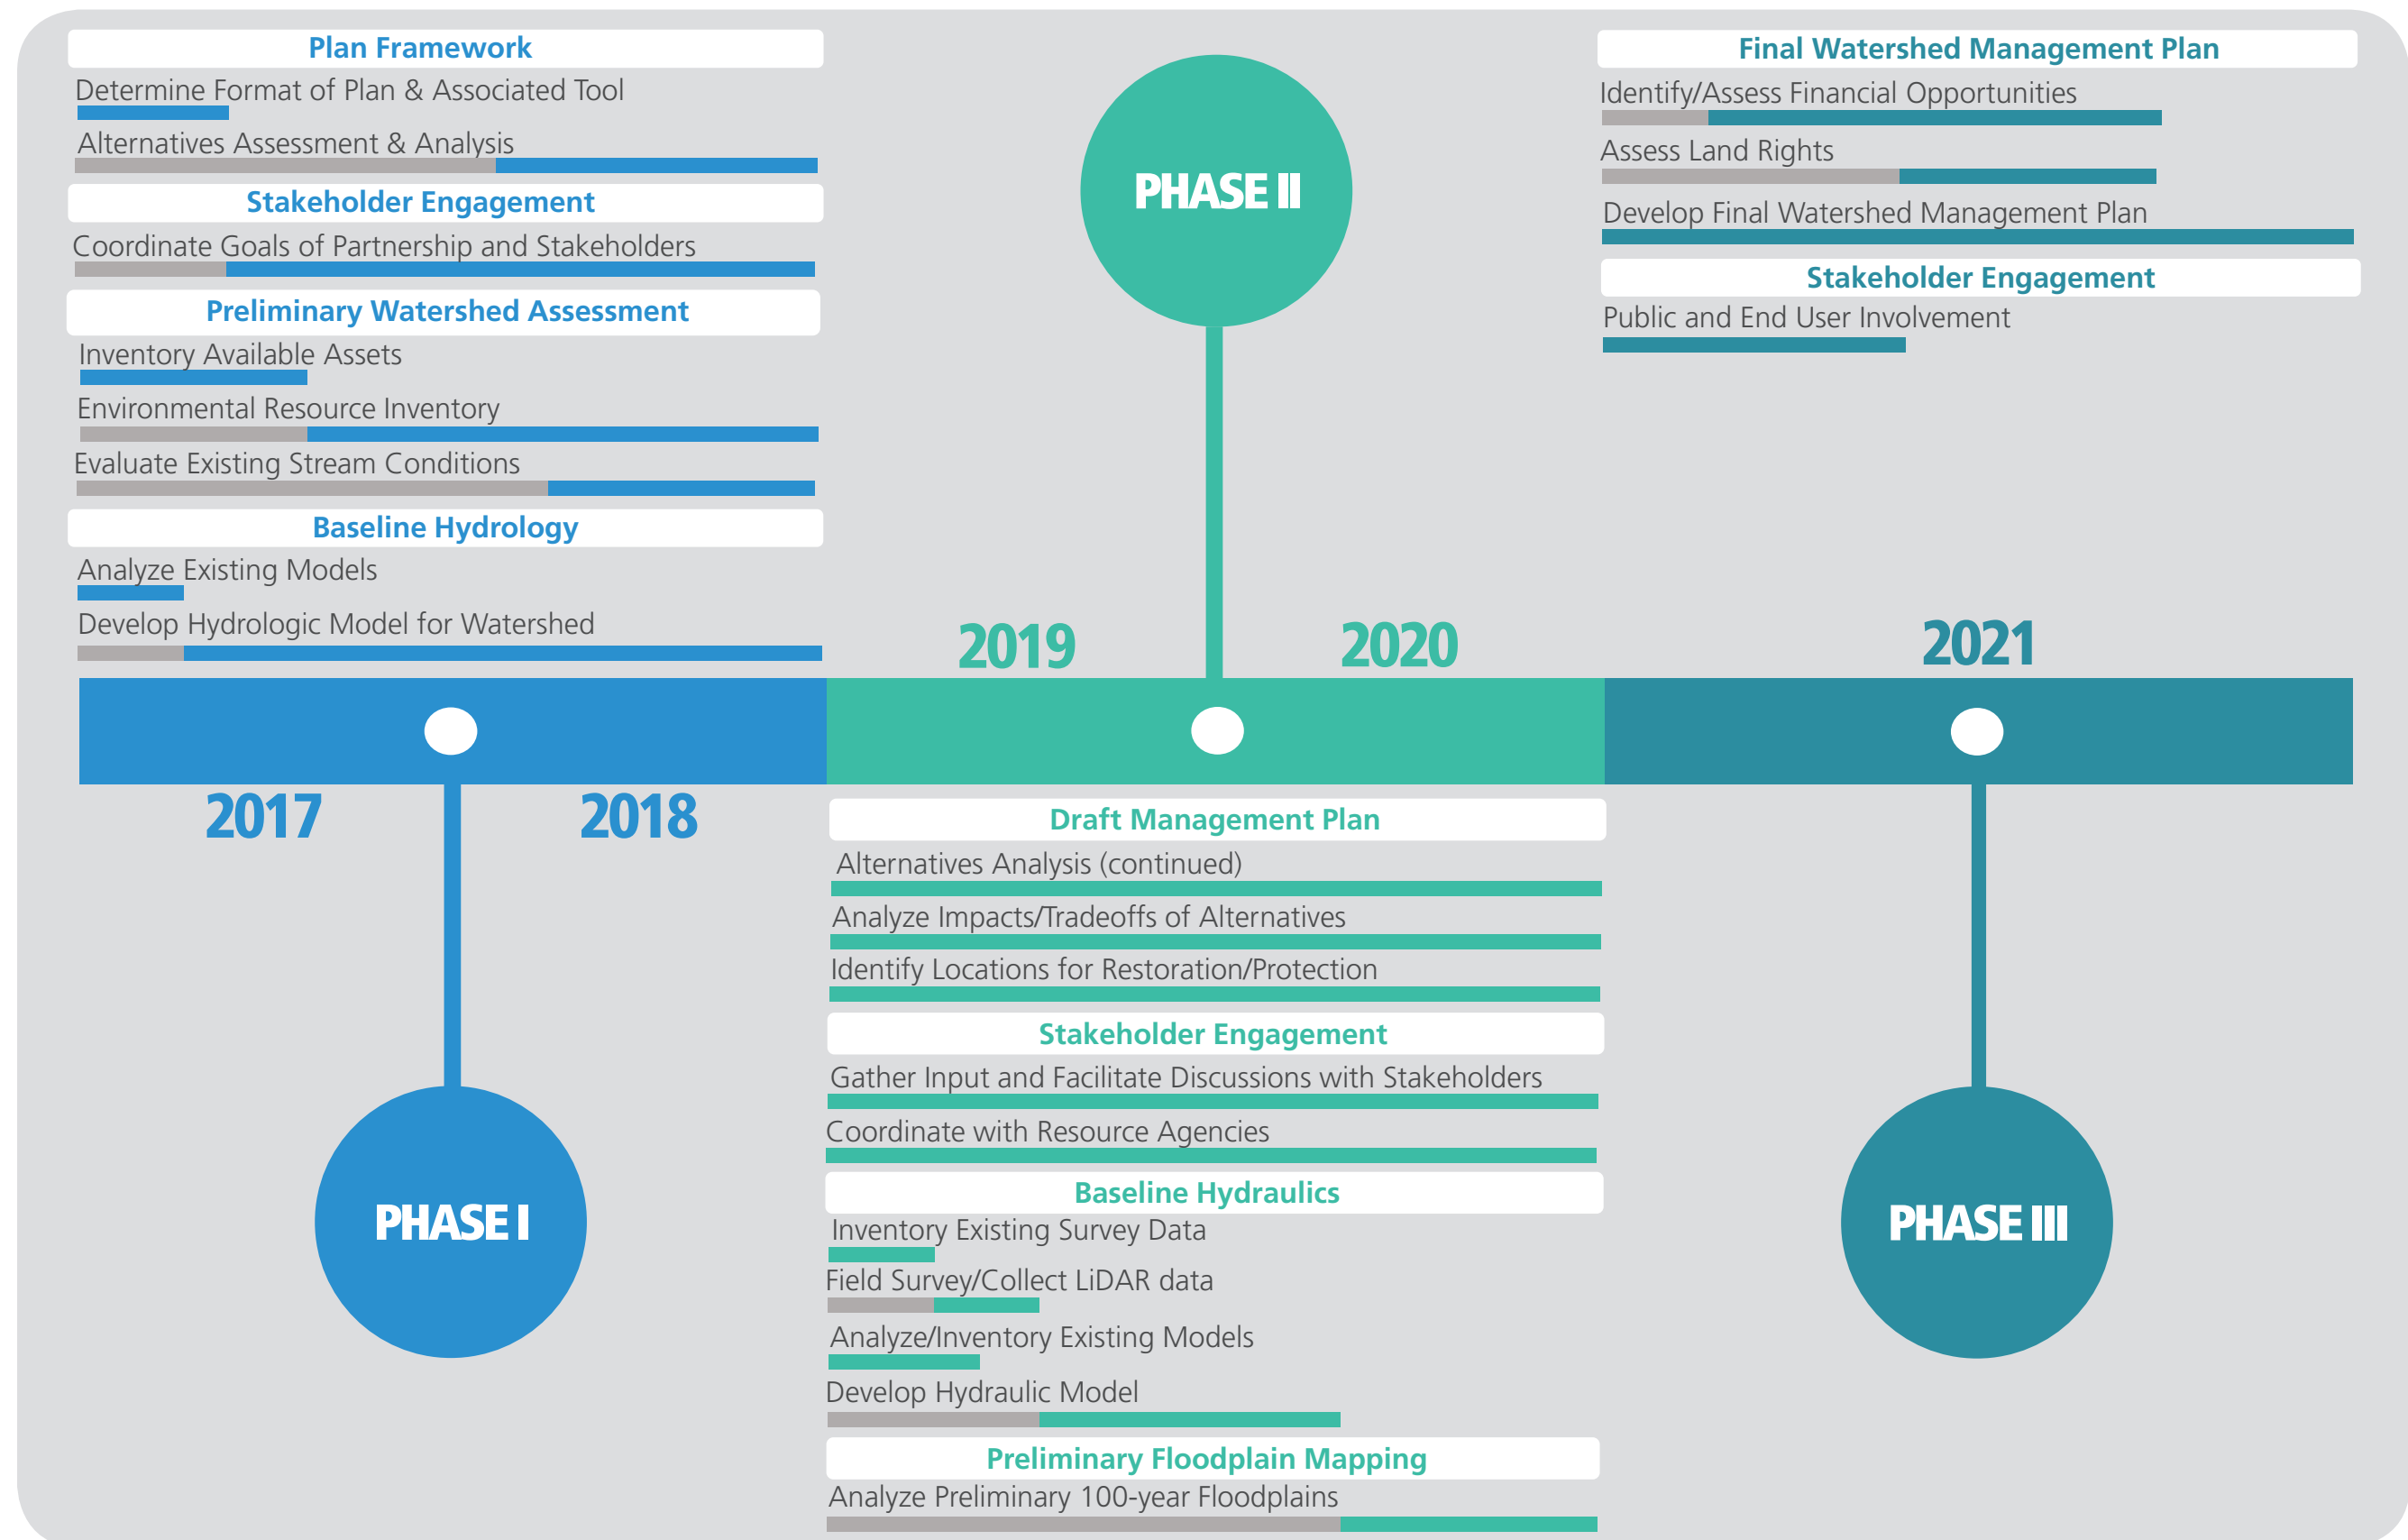 Plan Framework
Determine Format of Plan & Associated Tool
Alternatives Assessment & Analysis
Stakeholder Engagement
Coordinate Goals of Partnership and Stakeholders
Preliminary Watershed Assessment
Inventory Available Assets
Environmental Resource Inventory
Evaluate Existing Stream Conditions
Baseline Hydrology
Analyze Existing Models
Develop Hydrologic Model for Watershed
2017
2018
PHASE I
PHASE II
2019
2020
Draft Management Plan
Alternatives Analysis (continued)
Analyze Impacts/Tradeoffs of Alternatives
Identify Locations for Restoration/Protection
Stakeholder Engagement
Gather Input and Facilitate Discussions with Stakeholders
Coordinate with Resource Agencies
Baseline Hydraulics
Inventory Existing Survey Data
Field Survey/Collect LiDAR data
Analyze/Inventory Existing Models
Develop Hydraulic Model
Preliminary Floodplain Mapping
Analyze Preliminary 100-year Floodplains
Final Watershed Management Plan
Identify/Assess Financial Opportunities
Assess Land Rights
Develop Final Watershed Management Plan
Stakeholder Engagement
Public and End User Involvement
2021
PHASE III